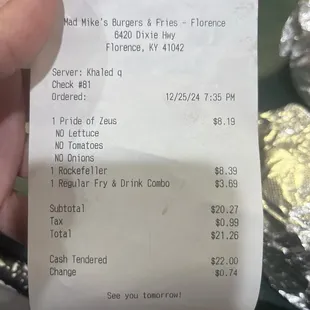 Mad Mike's Burgers & Fries - Florence
6420 Dixie Hwy
Florence, KY 41042
Server: Khaled q
Check #81
Ordered: 12/25/24 7:35 PM
1 Pride of Zeus $8.19
NO Lettuce
NO Tomatoes
NO Onions
1 Rockefeller $8.39
1 Regular Fry & Drink Combo $3.69
Subtotal $20.27
Tax $0.99
Total $21.26
Cash Tendered $22.00
Change $0.74
See you tomorrow!